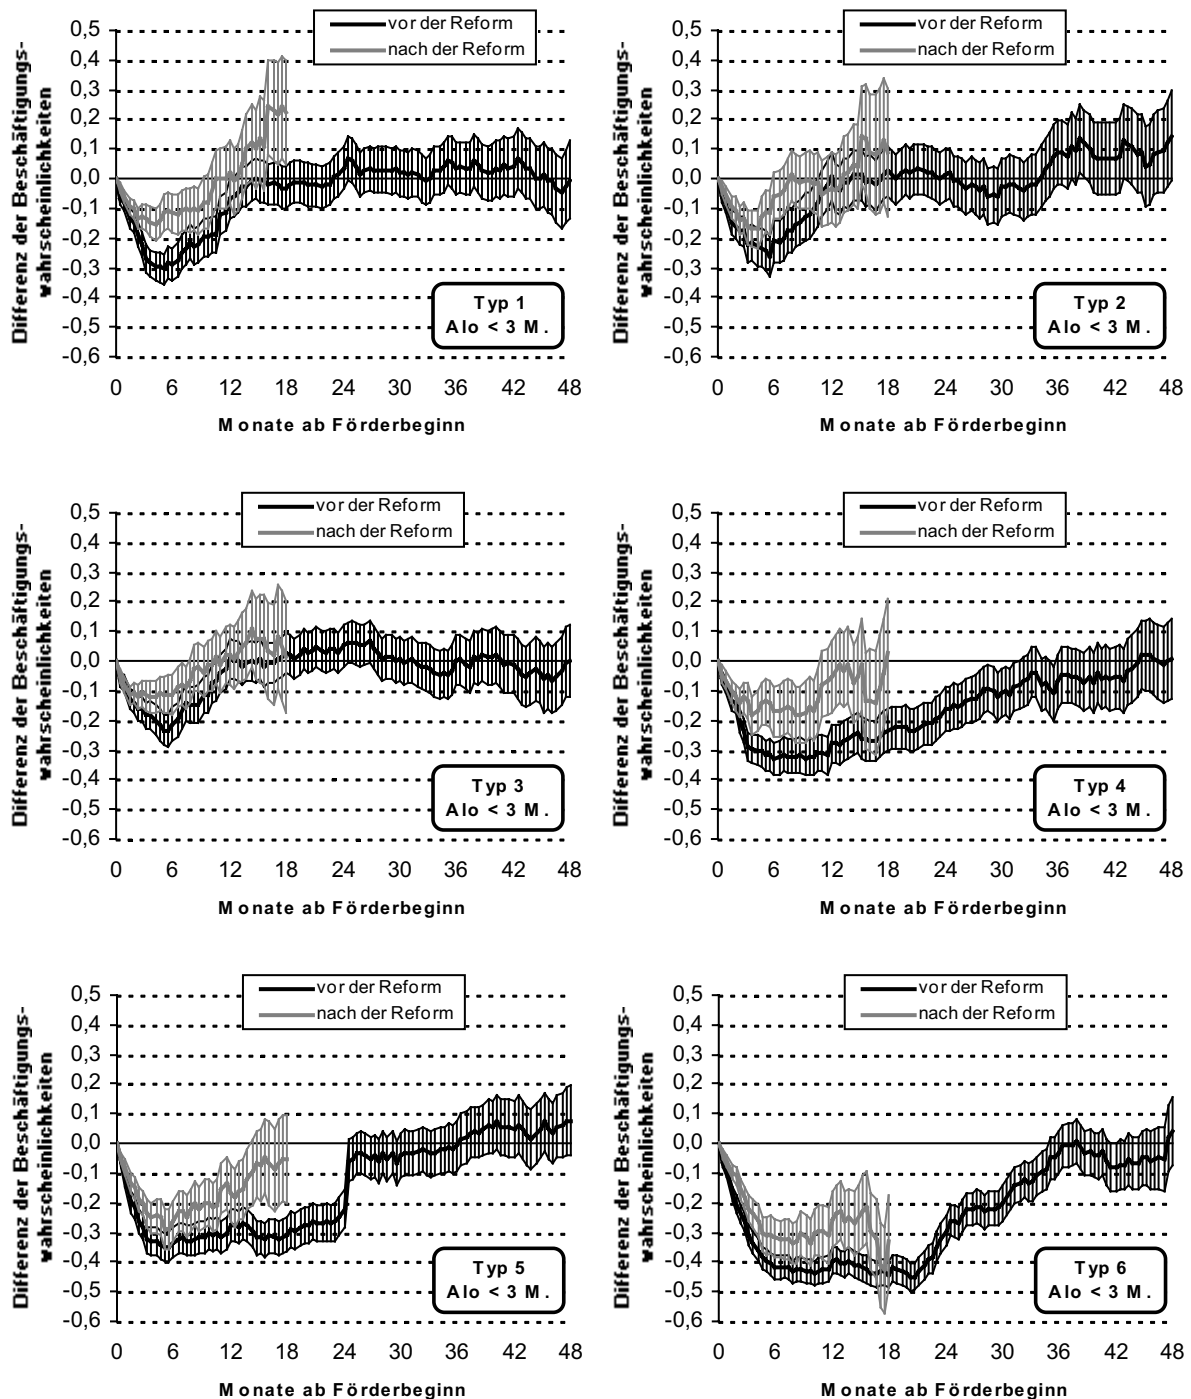 Differenz der Beschäftigungs-
wahrscheinlichkeiten
0,5
0,4
0,3
0,2
0,1
0,0
-0,1
-0,2
-0,3
-0,4
-0,5
-0,6
vor der Reform
nach der Reform
Typ 1
Alo < 3 M.
0 6 12 18 24 30 36 42 48
Monate ab Förderbeginn
Differenz der Beschäftigungs-
wahrscheinlichkeiten
0,5
0,4
0,3
0,2
0,1
0,0
-0,1
-0,2
-0,3
-0,4
-0,5
-0,6
vor der Reform
nach der Reform
Typ 2
Alo < 3 M.
0 6 12 18 24 30 36 42 48
Monate ab Förderbeginn
Differenz der Beschäftigungs-
wahrscheinlichkeiten
0,5
0,4
0,3
0,2
0,1
0,0
-0,1
-0,2
-0,3
-0,4
-0,5
-0,6
vor der Reform
nach der Reform
Typ 3
Alo < 3 M.
0 6 12 18 24 30 36 42 48
Monate ab Förderbeginn
Differenz der Beschäftigungs-
wahrscheinlichkeiten
0,5
0,4
0,3
0,2
0,1
0,0
-0,1
-0,2
-0,3
-0,4
-0,5
-0,6
vor der Reform
nach der Reform
Typ 4
Alo < 3 M.
0 6 12 18 24 30 36 42 48
Monate ab Förderbeginn
Differenz der Beschäftigungs-
wahrscheinlichkeiten
0,5
0,4
0,3
0,2
0,1
0,0
-0,1
-0,2
-0,3
-0,4
-0,5
-0,6
vor der Reform
nach der Reform
Typ 5
Alo < 3 M.
0 6 12 18 24 30 36 42 48
Monate ab Förderbeginn
Differenz der Beschäftigungs-
wahrscheinlichkeiten
0,5
0,4
0,3
0,2
0,1
0,0
-0,1
-0,2
-0,3
-0,4
-0,5
-0,6
vor der Reform
nach der Reform
Typ 6
Alo < 3 M.
0 6 12 18 24 30 36 42 48
Monate ab Förderbeginn